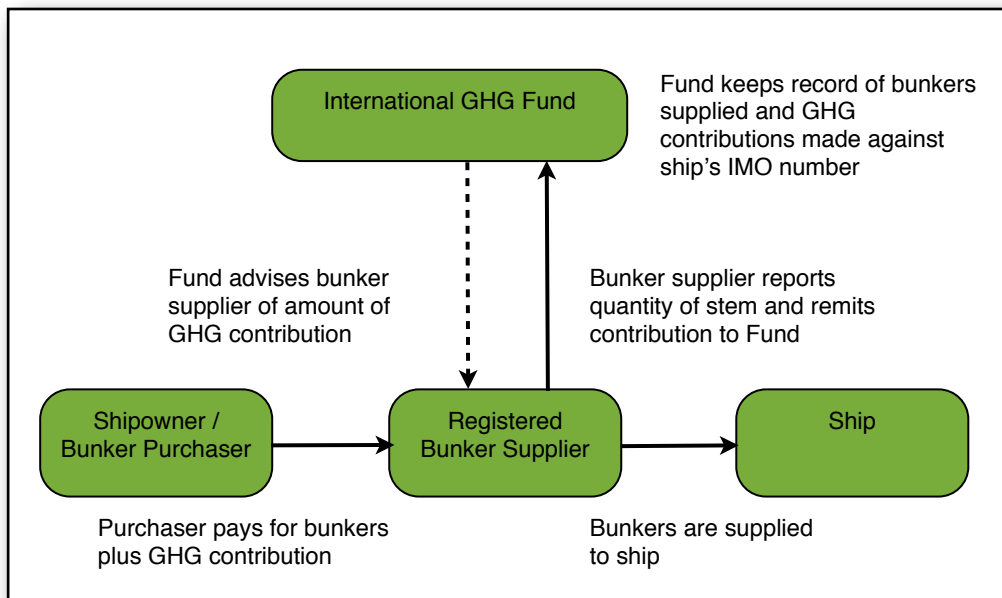 International GHG Fund
Fund keeps record of bunkers
supplied and GHG
contributions made against
ship's IMO number
Fund advises bunker
supplier of amount of
GHG contribution
Bunker supplier reports
quantity of stem and remits
contribution to Fund
Shipowner /
Bunker Purchaser
Registered
Bunker Supplier
Ship
Purchaser pays for bunkers
plus GHG contribution
Bunkers are supplied
to ship